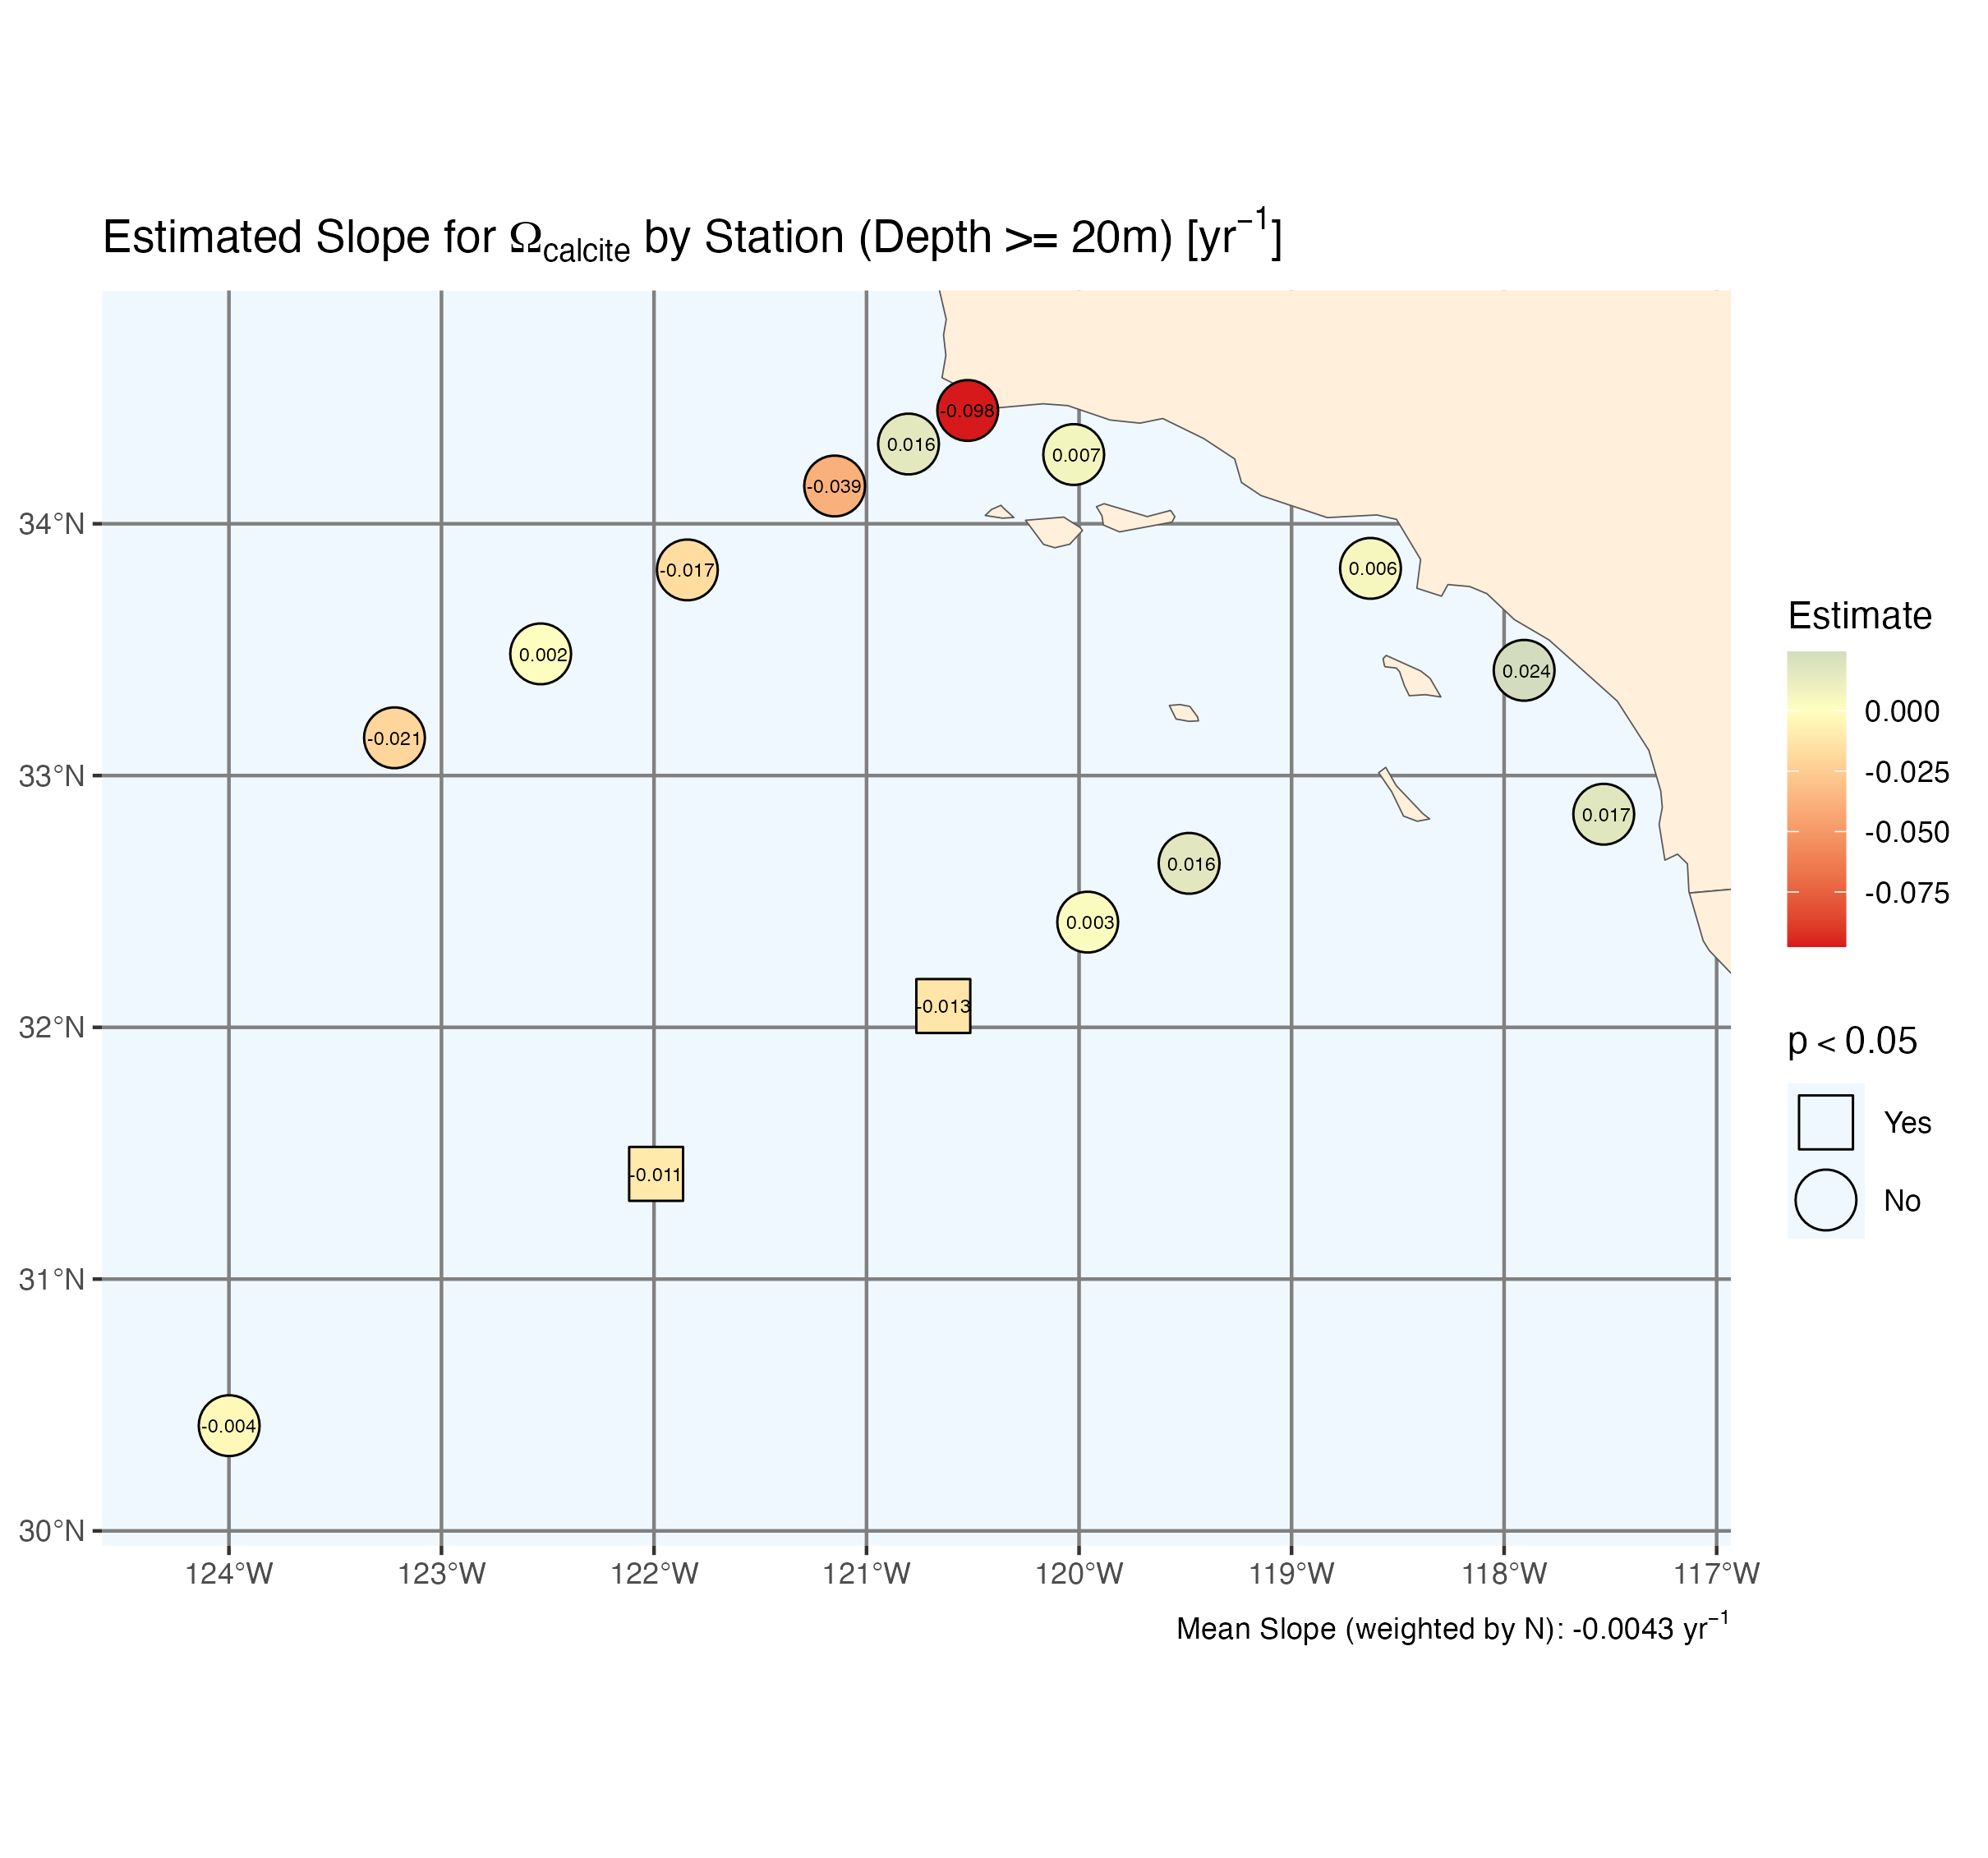 Estimated Slope for Ωcalcite by Station (Depth >= 20m) [yr−1]
-0.098
0.016
0.007
-0.039
34°N
-0.017
0.006
0.002
0.024
-0.021
33°N
0.017
0.016
0.003
-0.013
32°N
-0.011
31°N
-0.004
30°N
124°W 123°W 122°W 121°W 120°W 119°W 118°W 117°W
Mean Slope (weighted by N): -0.0043 yr−1
Estimate
0.000
-0.025
-0.050
-0.075
p < 0.05
Yes
No